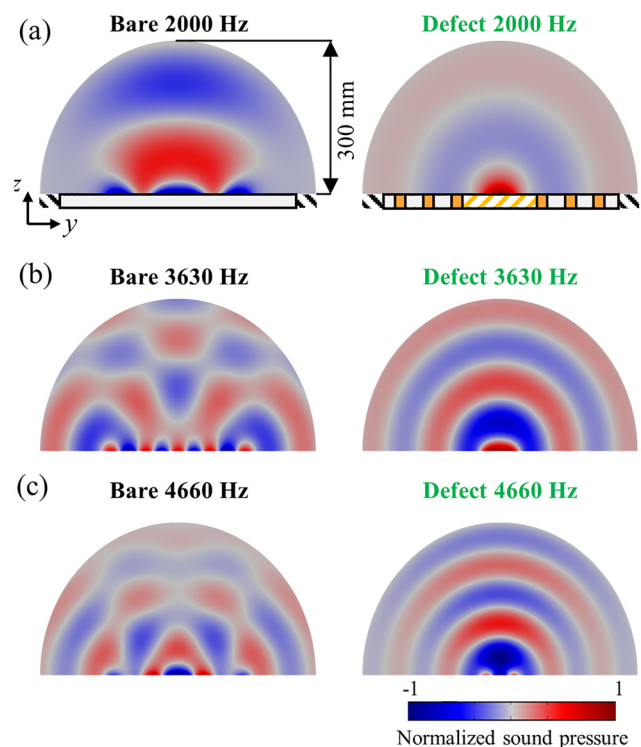 (a)
Bare 2000 Hz
Defect 2000 Hz
300 mm
z
y
(b)
Bare 3630 Hz
Defect 3630 Hz
(c)
Bare 4660 Hz
Defect 4660 Hz
-1
1
Normalized sound pressure